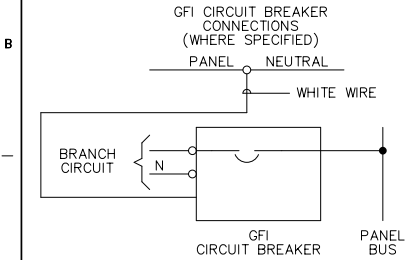 GFI CIRCUIT BREAKER
CONNECTIONS
(WHERE SPECIFIED)
B
PANEL NEUTRAL
WHITE WIRE
BRANCH
CIRCUIT
N
GFI
CIRCUIT BREAKER
PANEL
BUS